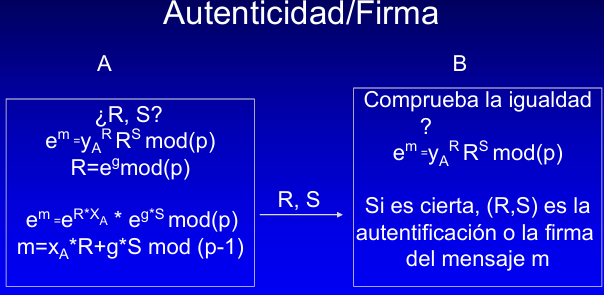 Autenticidad/Firma
A
B
¿R, S?
e^m =y_A^R R^S mod(p)
R=e^g mod(p)
e^m =e^R*X_A * e^g*S mod(p)
m=x_A*R+g*S mod (p-1)
R, S
Comprueba la igualdad
?
e^m =y_A^R R^S mod(p)
Si es cierta, (R,S) es la
autentificación o la firma
del mensaje m